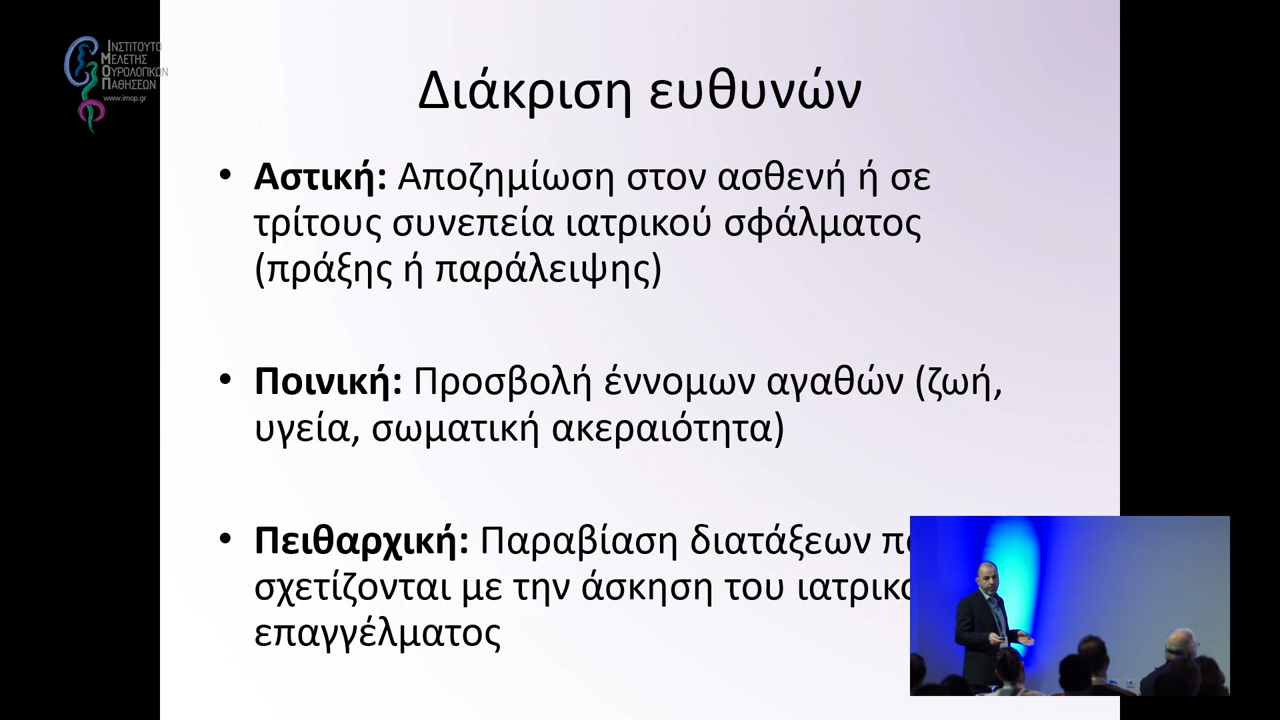 ΙΝΣΤΙΤΟΥΤΟ
ΜΕΛΕΤΗΣ
ΟΥΡΟΛΟΓΙΚΩΝ
ΠΑΘΗΣΕΩΝ
www.imop.gr
Διάκριση ευθυνών
• Αστική: Αποζημίωση στον ασθενή ή σε
τρίτους συνεπεία ιατρικού σφάλματος
(πράξης ή παράλειψης)
• Ποινική: Προσβολή έννομων αγαθών (ζωή,
υγεία, σωματική ακεραιότητα)
• Πειθαρχική: Παραβίαση διατάξεων
σχετίζονται με την άσκηση του
επαγγέλματος